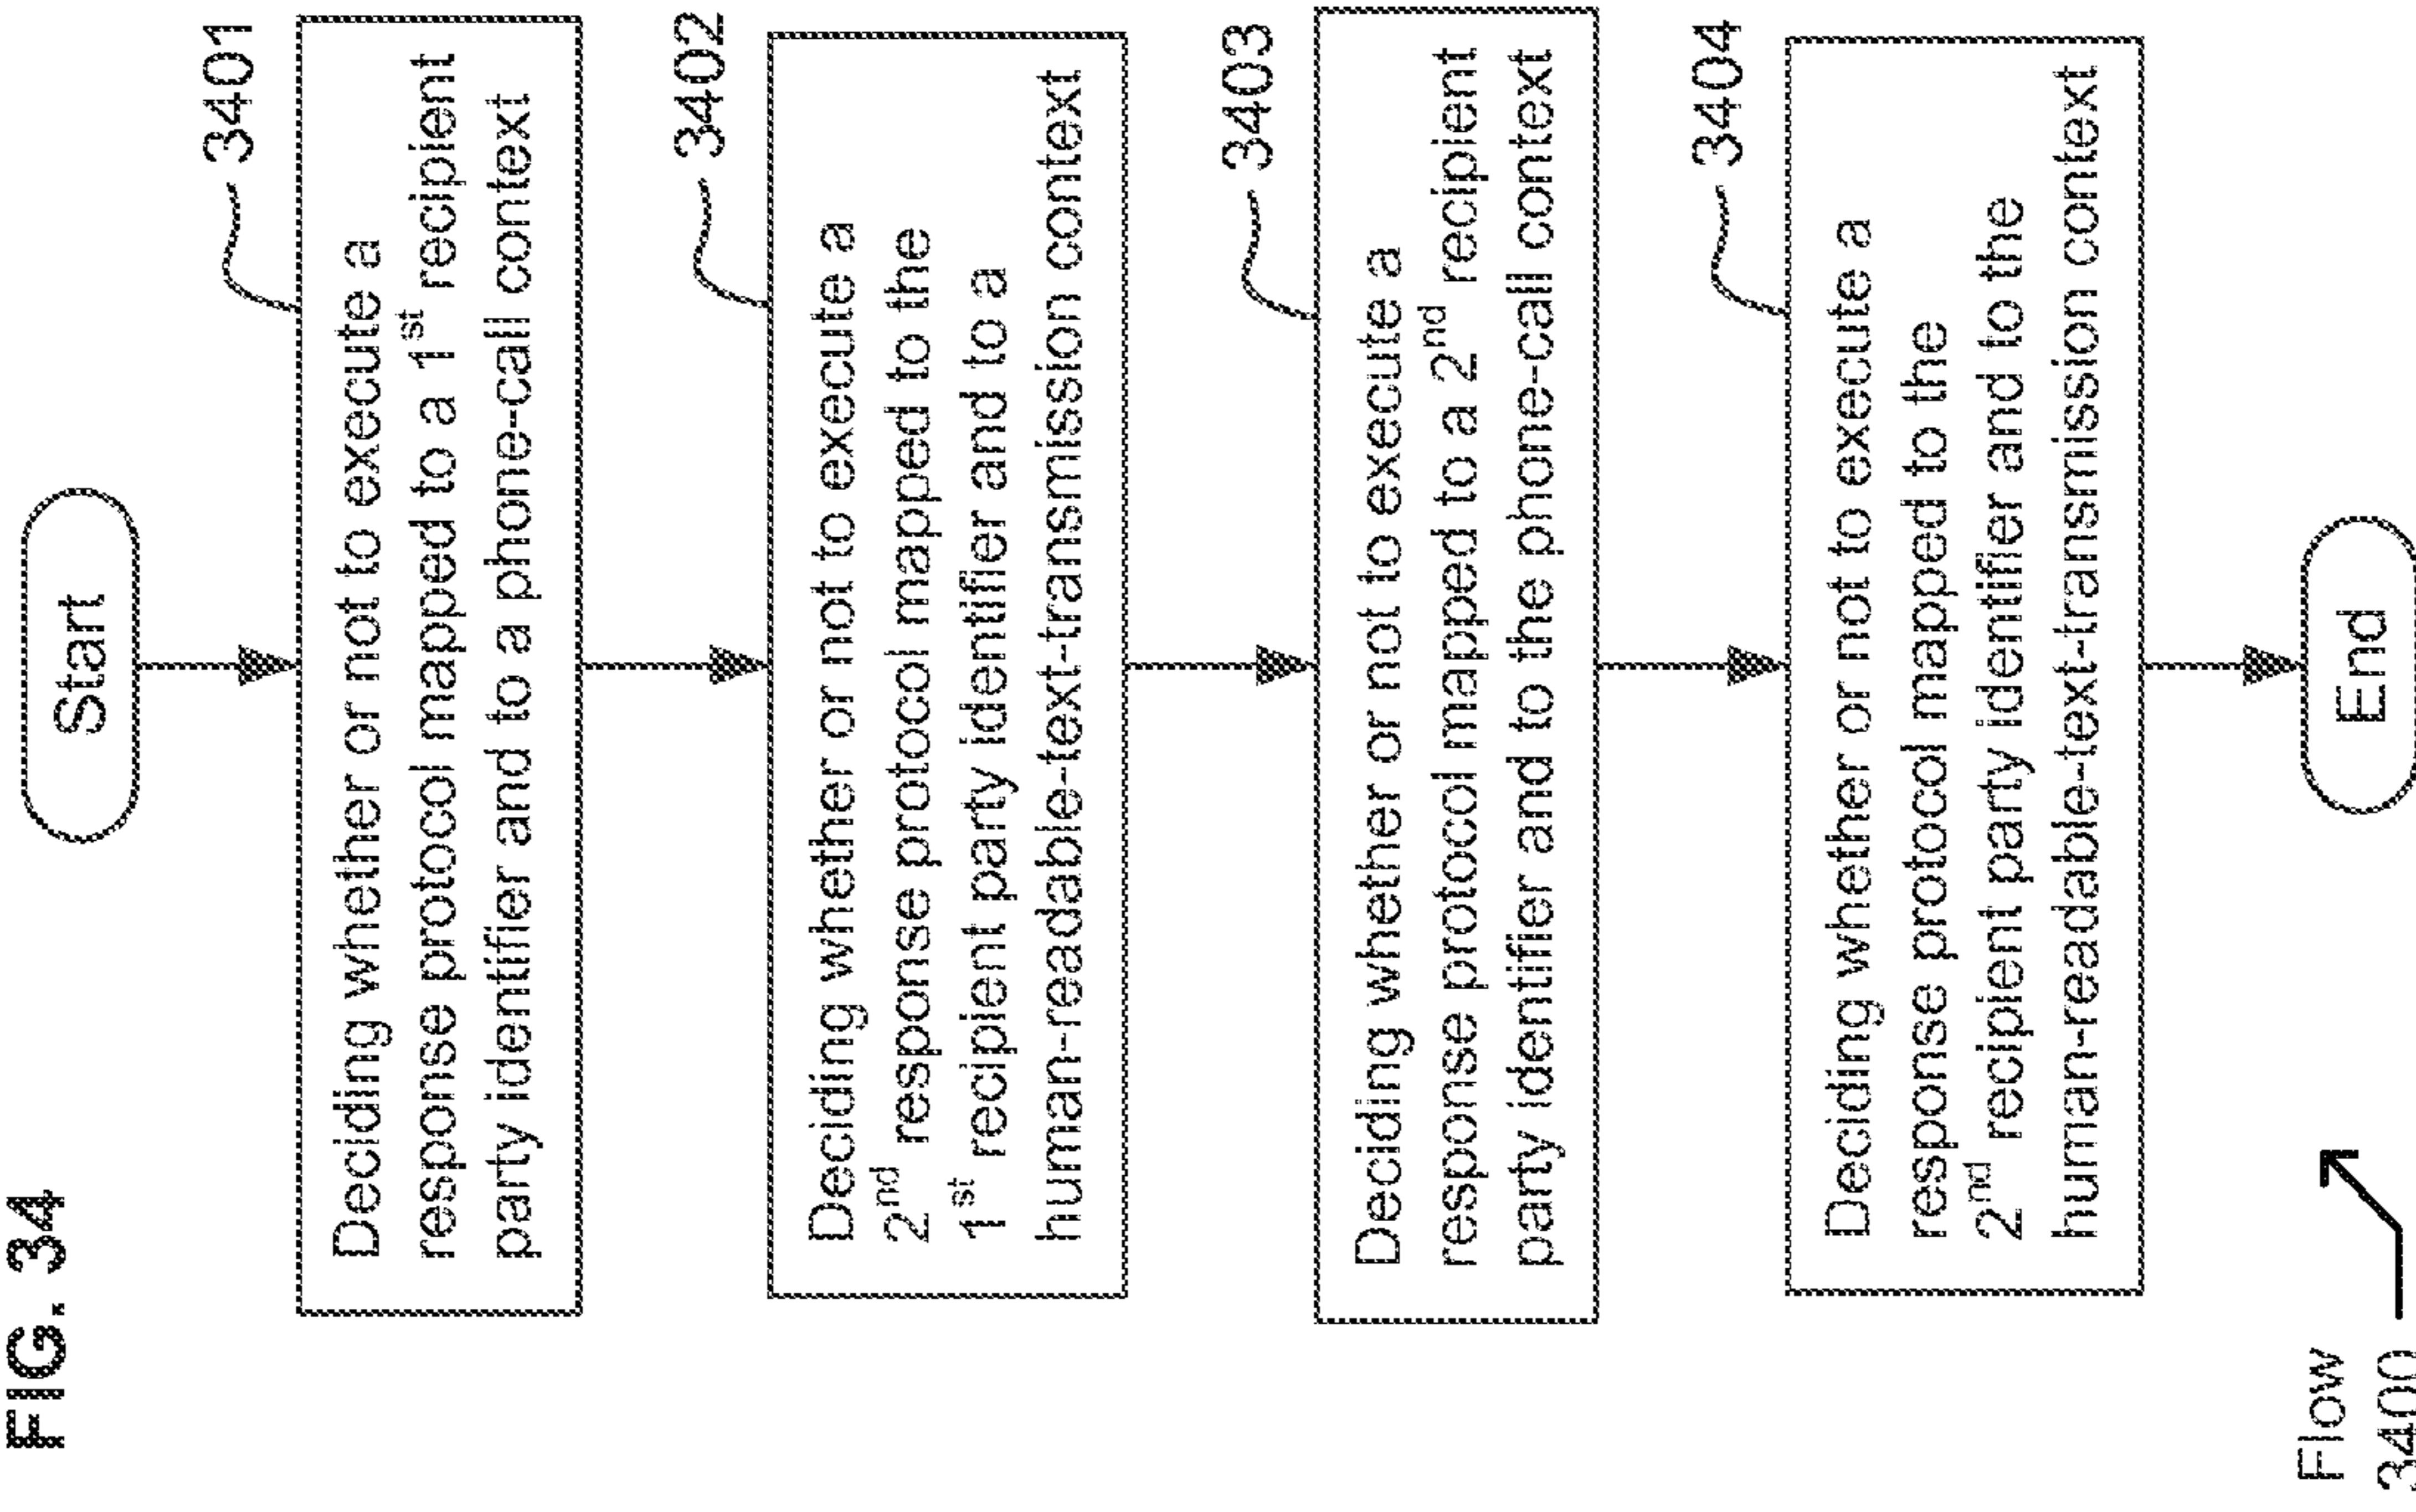 FIG. 34
Start
3401
Deciding whether or not to execute a
response protocol mapped to a 1st recipient
party identifier and to a phone-call context
3402
Deciding whether or not to execute a
2nd response protocol mapped to the
1st recipient party identifier and to a
human-readable-text-transmission context
3403
Deciding whether or not to execute a
response protocol mapped to a 2nd recipient
party identifier and to the phone-call context
3404
Deciding whether or not to execute a
response protocol mapped to the
2nd recipient party identifier and to the
human-readable-text-transmission context
End
Flow
3400